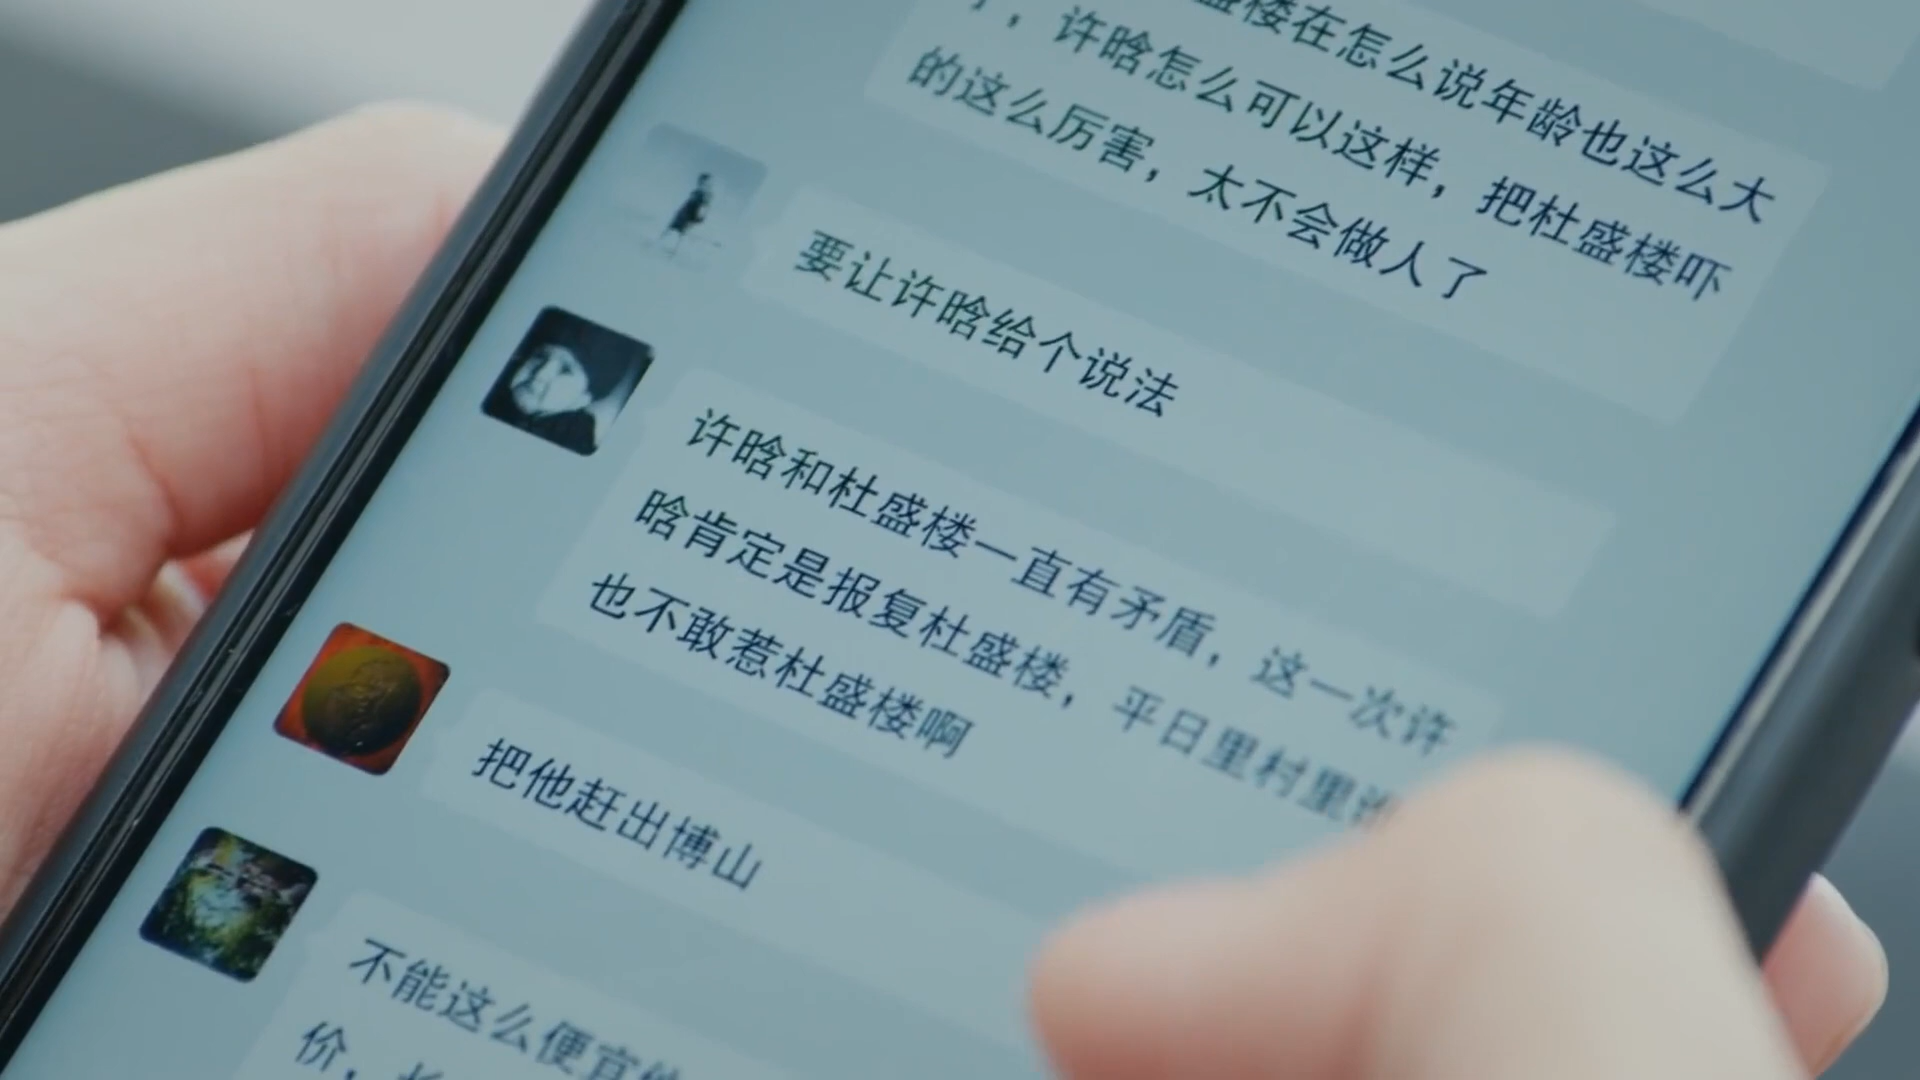 盛楼在怎么说年龄也这么大
了，许晗怎么可以这样，把杜盛楼吓
的这么厉害，太不会做人了
要让许晗给个说法
许晗和杜盛楼一直有矛盾，这一次许
晗肯定是报复杜盛楼，平日里村里
也不敢惹杜盛楼啊
把他赶出博山
不能这么便宜
价，